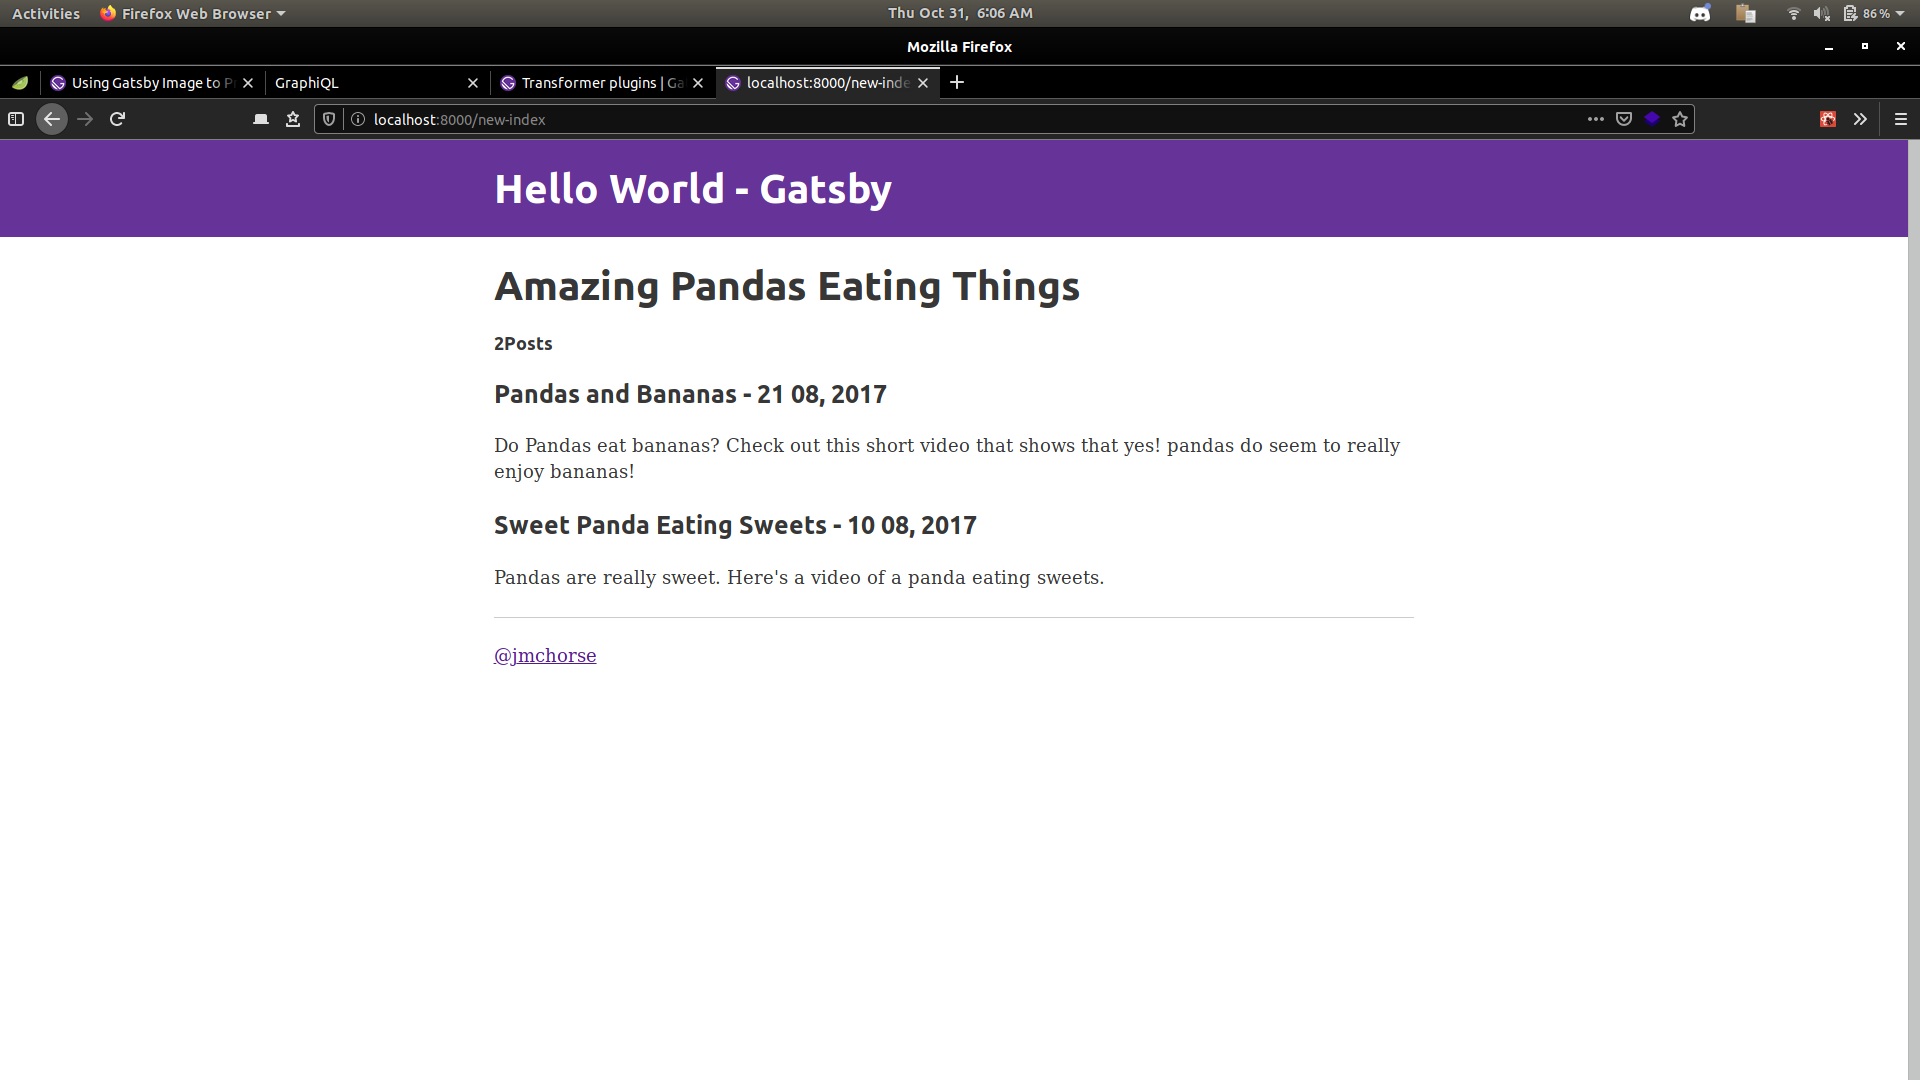 Activities Firefox Web Browser Thu Oct 31, 6:06 AM 86%
Mozilla Firefox
Using Gatsby Image to Pr GraphiQL Transformer plugins | Ga localhost:8000/new-inde
localhost:8000/new-index
Hello World - Gatsby
Amazing Pandas Eating Things
2Posts
Pandas and Bananas - 21 08, 2017
Do Pandas eat bananas? Check out this short video that shows that yes! pandas do seem to really
enjoy bananas!
Sweet Panda Eating Sweets - 10 08, 2017
Pandas are really sweet. Here's a video of a panda eating sweets.
@jmchorse